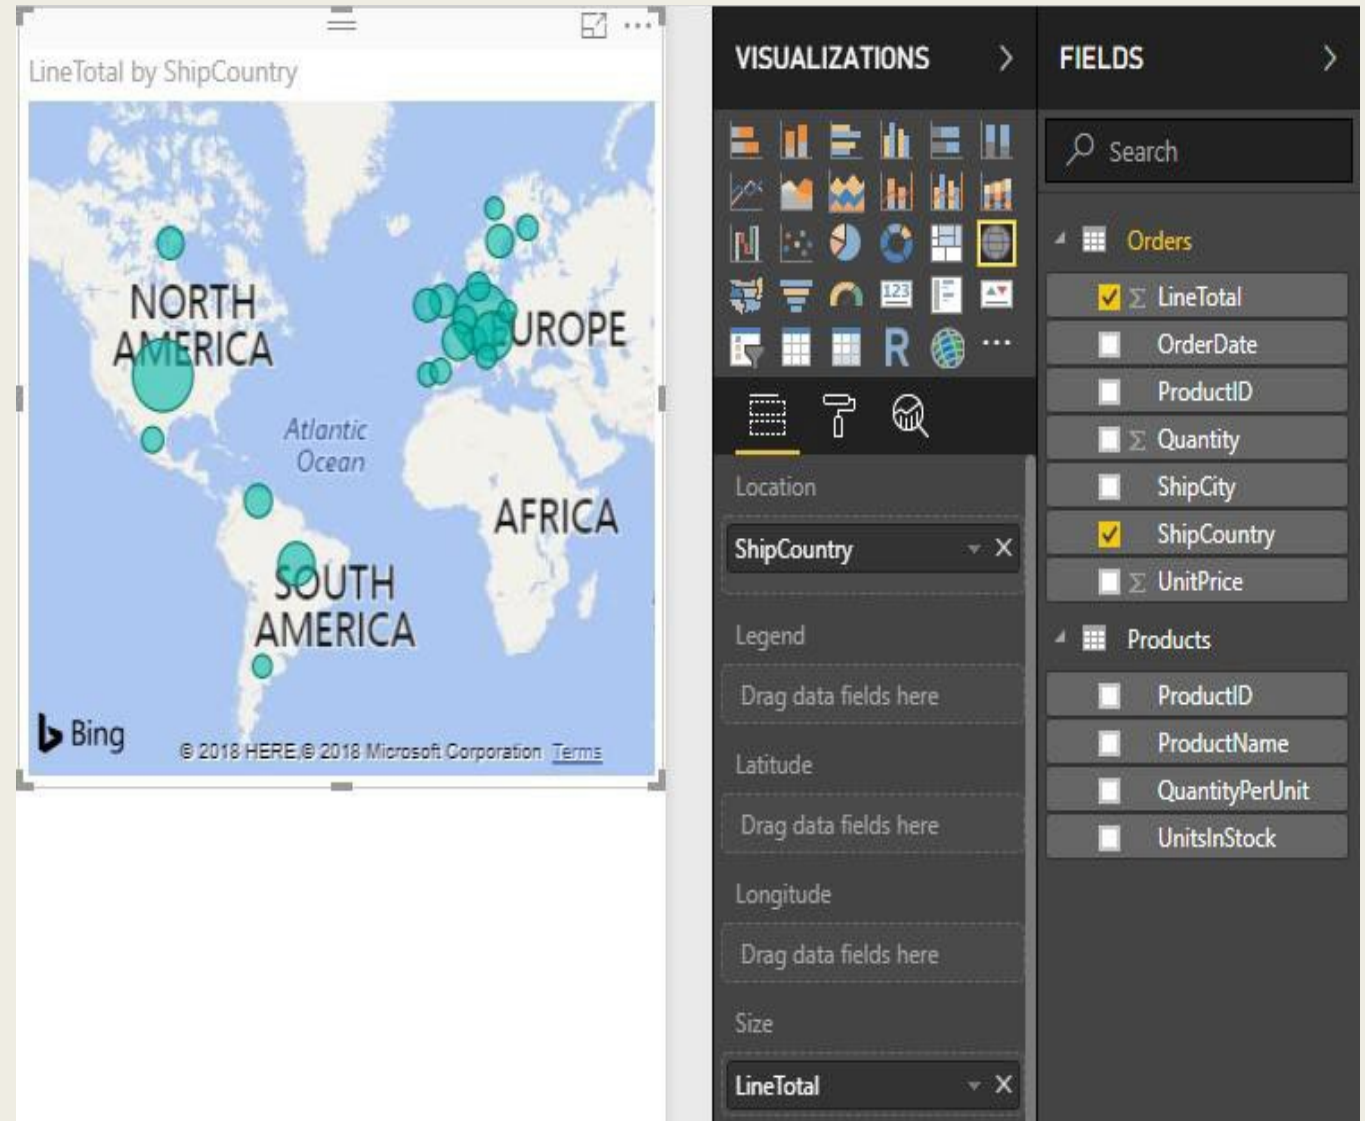 LineTotal by ShipCountry
NORTH
AMERICA
EUROPE
Atlantic
Ocean
AFRICA
SOUTH
AMERICA
Bing
© 2018 HERE,© 2018 Microsoft Corporation Terms
VISUALIZATIONS
123
R
Location
ShipCountry
Legend
Drag data fields here
Latitude
Drag data fields here
Longitude
Drag data fields here
Size
LineTotal
FIELDS
Search
Orders
Σ LineTotal
OrderDate
ProductID
Σ Quantity
ShipCity
ShipCountry
Σ UnitPrice
Products
ProductID
ProductName
QuantityPerUnit
UnitsInStock